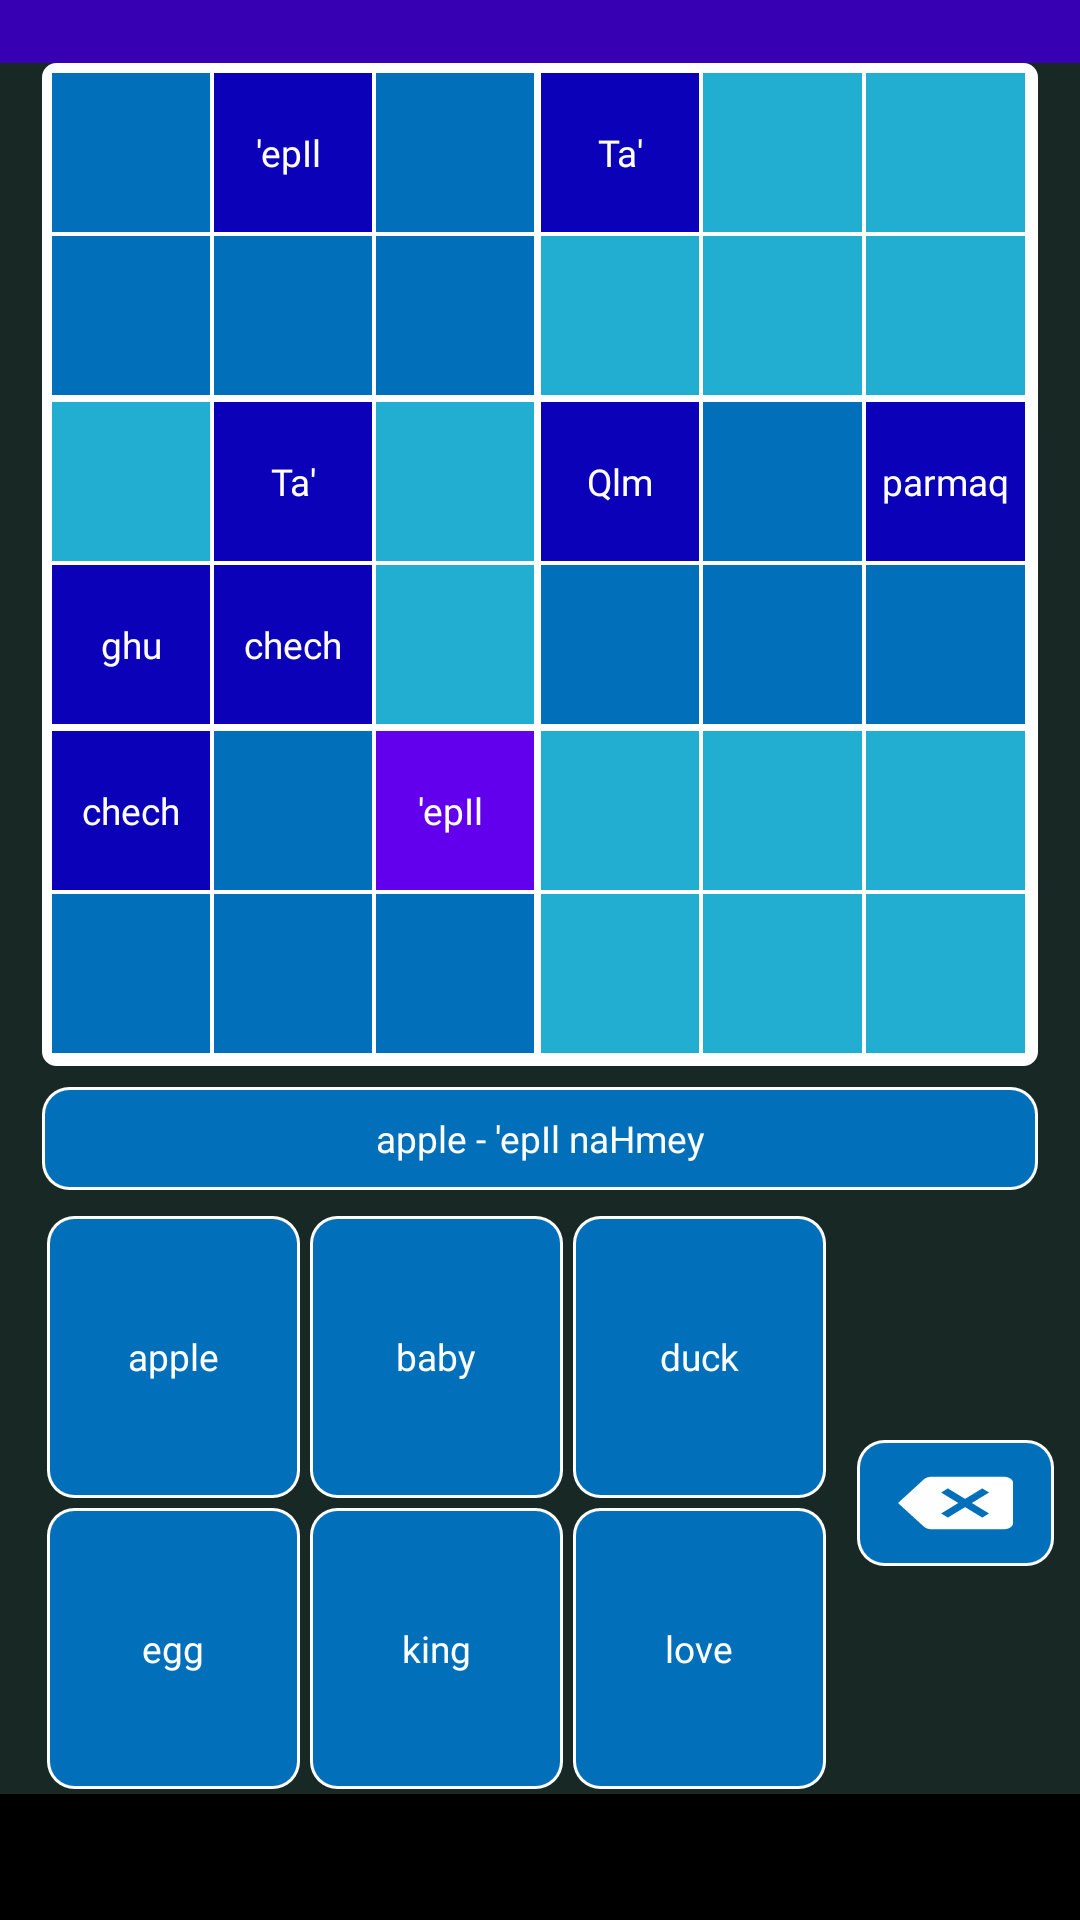 'epIl
Ta'
Ta'
QIm
parmaq
ghu
chech
chech
'epIl
apple - 'epIl naHmey
apple
baby
duck
egg
king
love